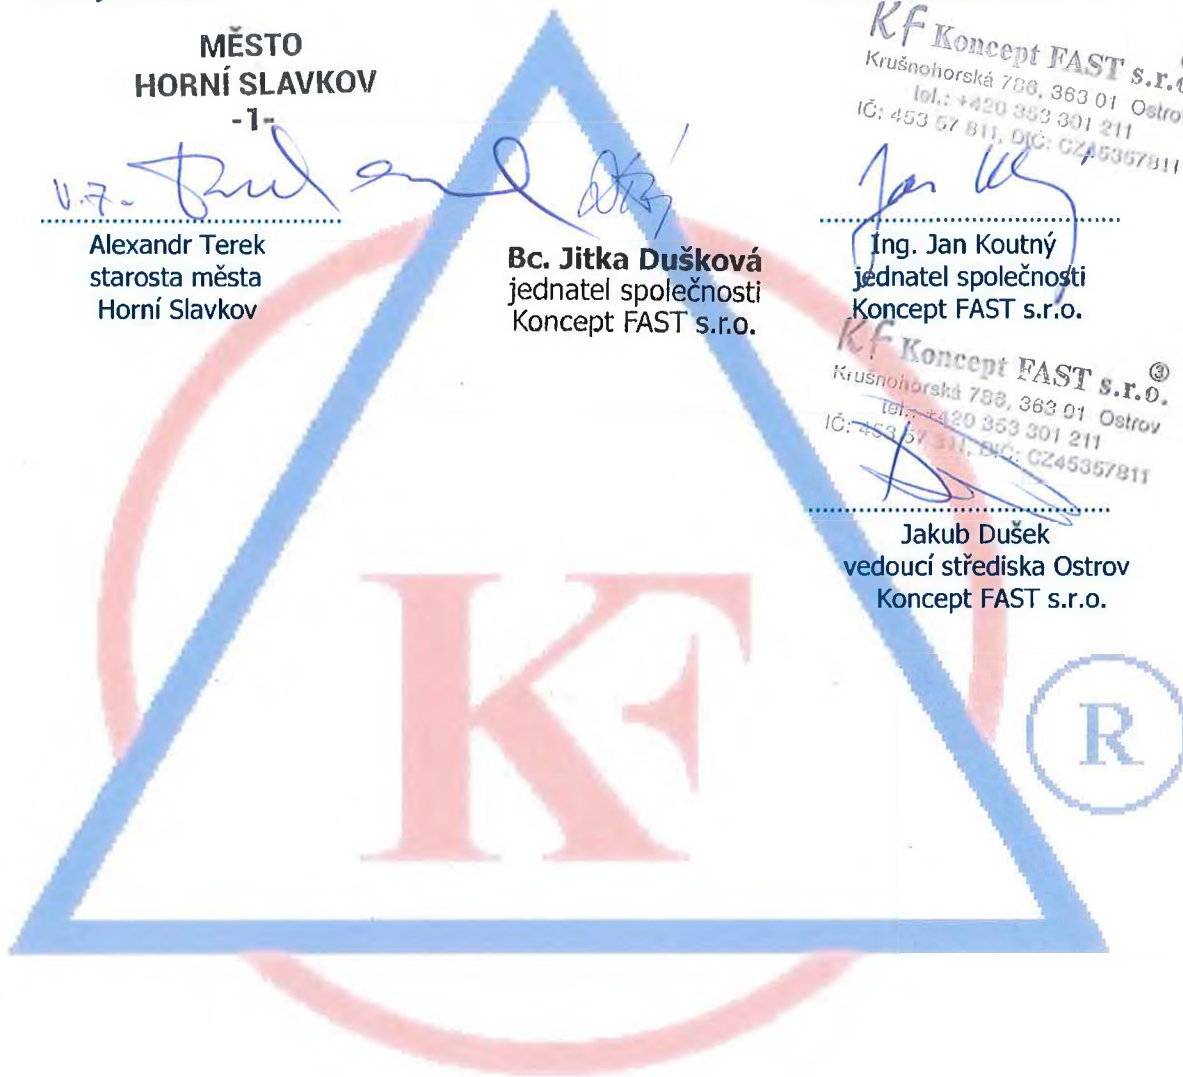 MĚSTO
HORNÍ SLAVKOV
-1-
KF Koncept FAST s.r.o.
Krušnohorská 786, 363 01 Ostrov
tel.: +420 353 301 211
IČ: 453 57 811, DIČ: CZ45357811
Alexandr Terek
starosta města
Horní Slavkov
Bc. Jitka Dušková
jednatel společnosti
Koncept FAST s.r.o.
Ing. Jan Koutný
jednatel společnosti
Koncept FAST s.r.o.
KF Koncept FAST s.r.o. ③
Krušnohorská 786, 363 01 Ostrov
tel.: +420 353 301 211
IČ: 453 57 811, DIČ: CZ45357811
Jakub Dušek
vedoucí střediska Ostrov
Koncept FAST s.r.o.
KF
R